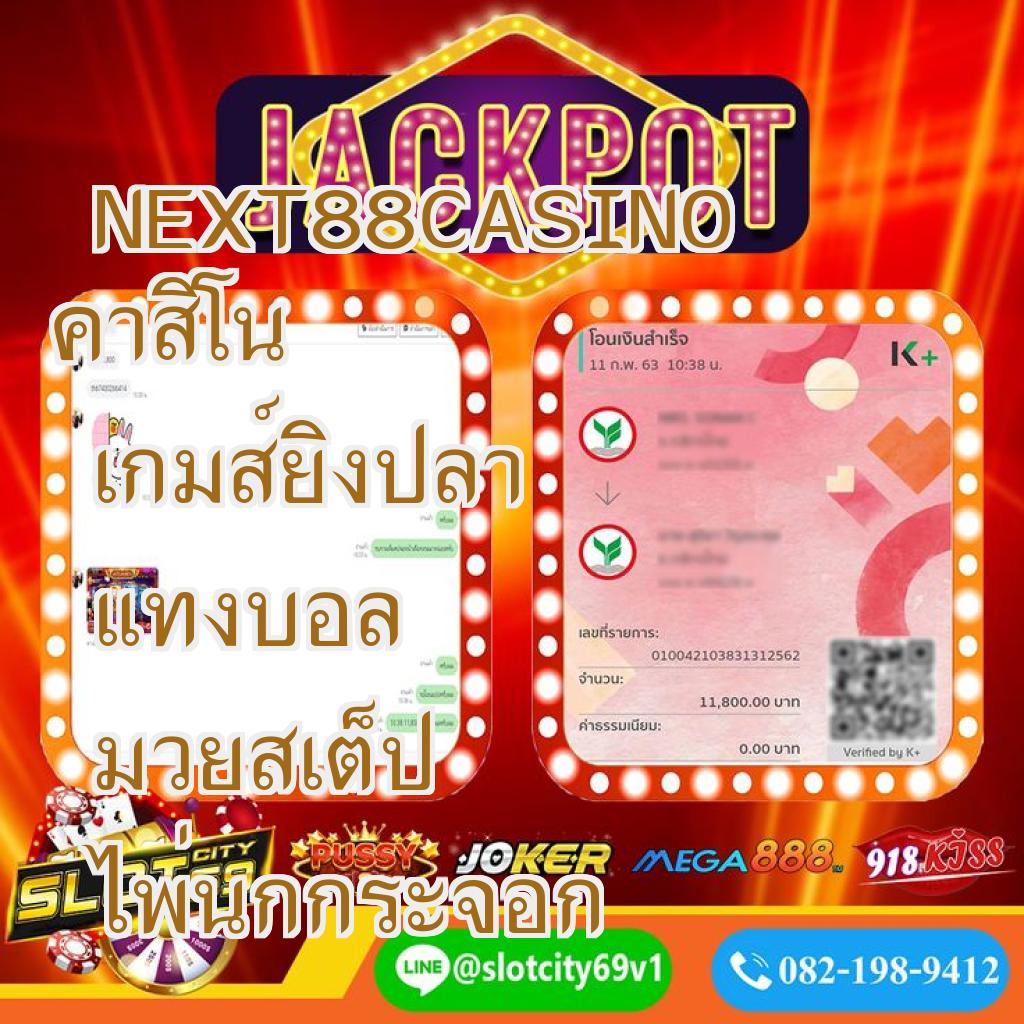 JACKPOT
NEXT88CASINO
คาสิโน
เกมส์ยิงปลา
แทงบอล
มวยสเต็ป
ไพ่นกกระจอก
โอนเงินสำเร็จ
11 ก.พ. 63 10:38 น.
K+
เลขที่รายการ:
010042103831312562
จำนวน:
11,800.00 บาท
ค่าธรรมเนียม:
0.00 บาท
Verified by K+
SLOT CITY
PUSSY
JOKER
MEGA888
918KISS
LINE @slotcity69v1
082-198-9412